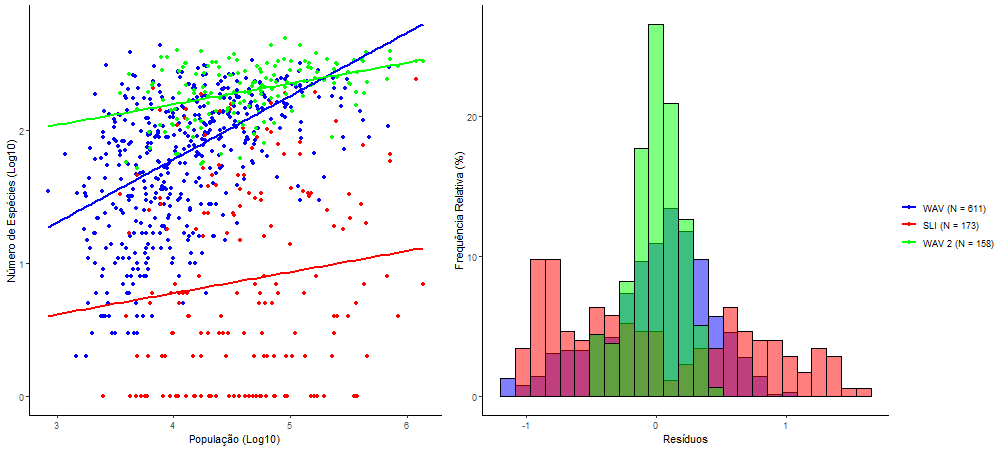 Número de Espécies (Log10)
2
1
0
3
4
5
6
População (Log10)
Frequência Relativa (%)
20
10
0
-1
0
1
Resíduos
WAV (N = 611)
SLI (N = 173)
WAV 2 (N = 158)